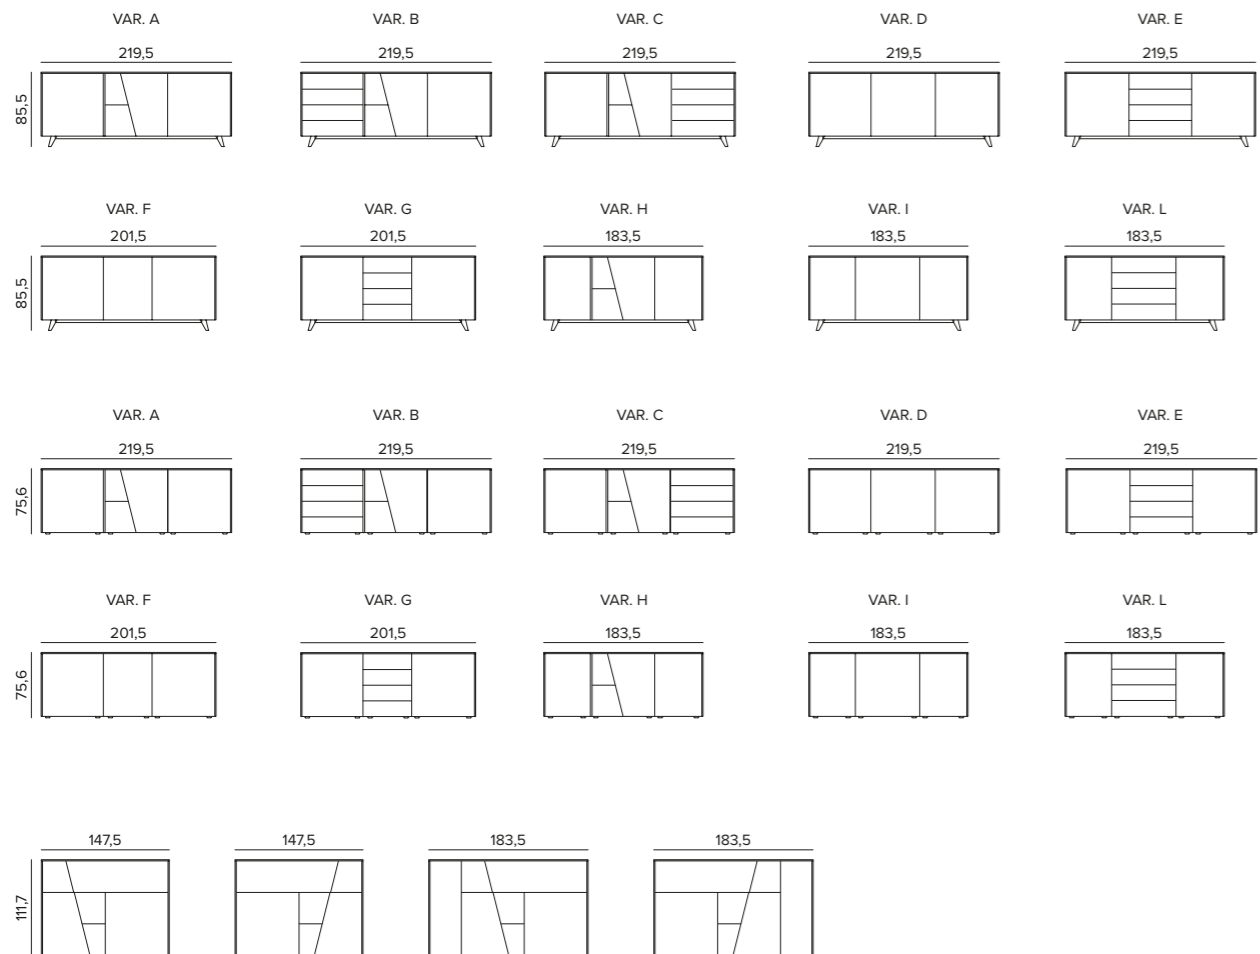 VAR. A VAR. B VAR. C VAR. D VAR. E
219,5 219,5 219,5 219,5 219,5
85,5
VAR. F VAR. G VAR. H VAR. I VAR. L
201,5 201,5 183,5 183,5 183,5
85,5
VAR. A VAR. B VAR. C VAR. D VAR. E
219,5 219,5 219,5 219,5 219,5
75,6
VAR. F VAR. G VAR. H VAR. I VAR. L
201,5 201,5 183,5 183,5 183,5
75,6
147,5 147,5 183,5 183,5
111,7